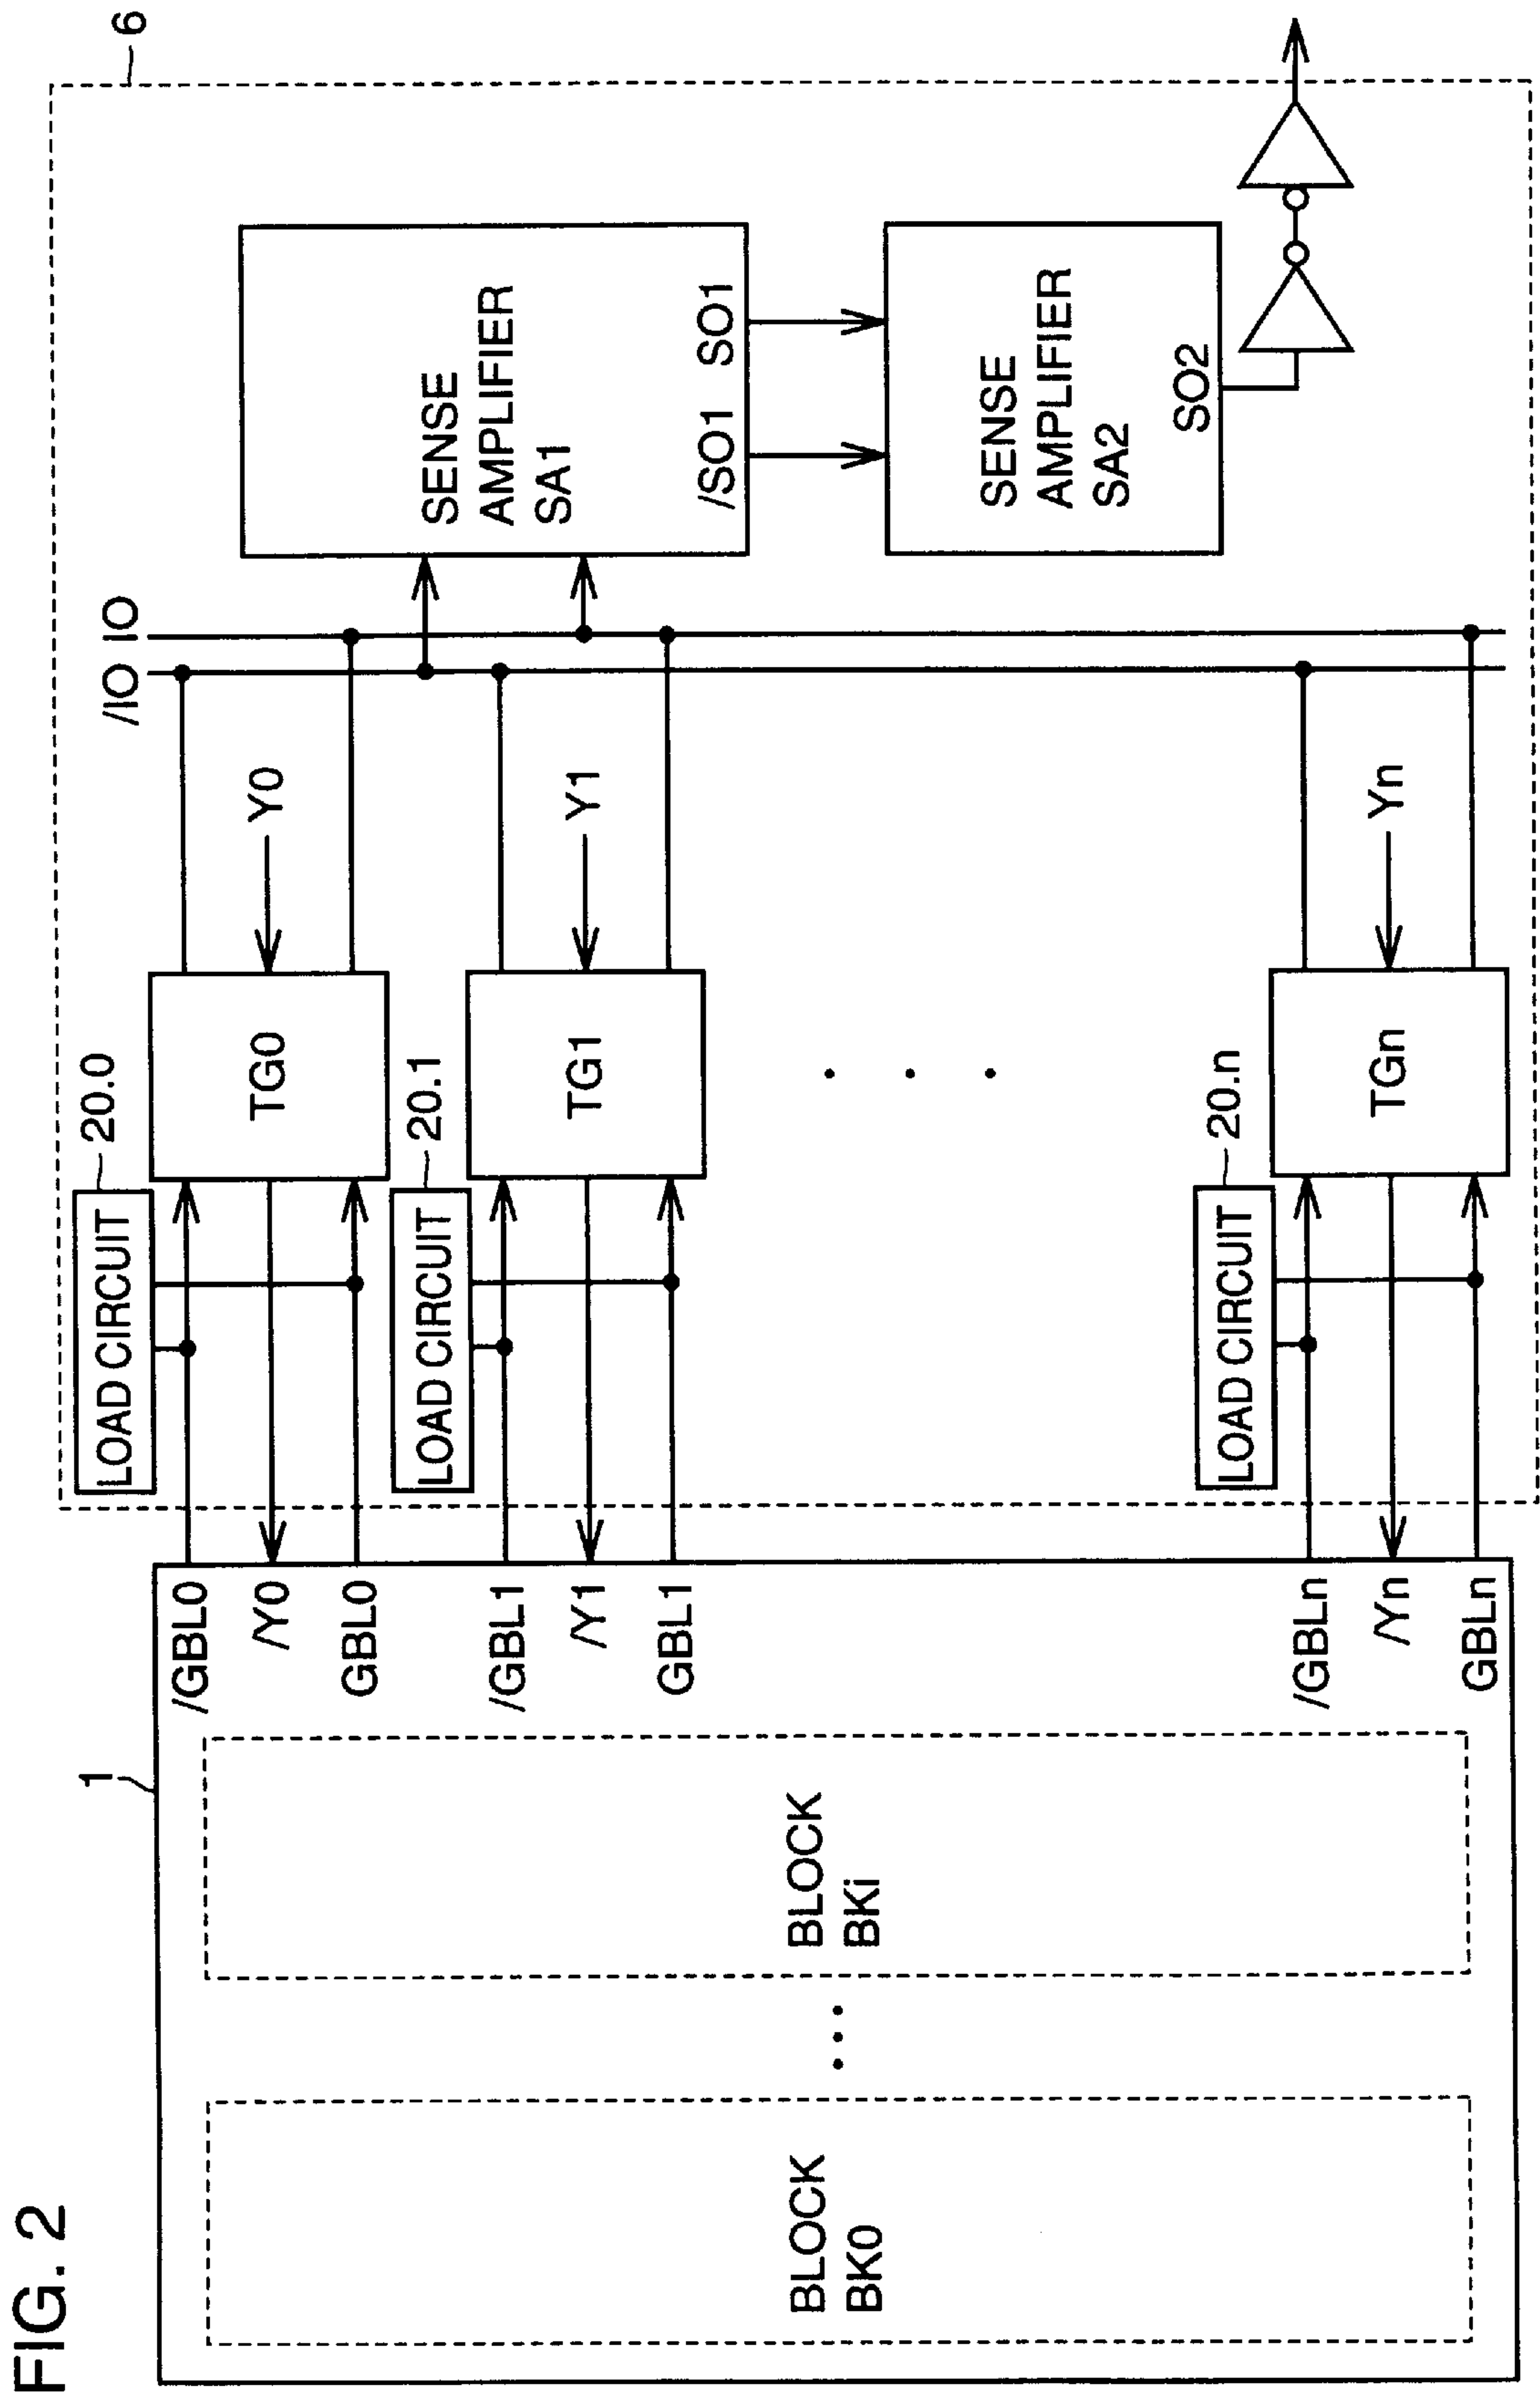 FIG. 2
1
BLOCK
BK0
BLOCK
BKi
/GBL0
/Y0
GBL0
/GBL1
/Y1
GBL1
/GBLn
/Yn
GBLn
6
LOAD CIRCUIT
20.0
TG0
Y0
LOAD CIRCUIT
20.1
TG1
Y1
LOAD CIRCUIT
20.n
TGn
Yn
/IO
IO
SENSE
AMPLIFIER
SA1
/SO1
SO1
SENSE
AMPLIFIER
SA2
SO2